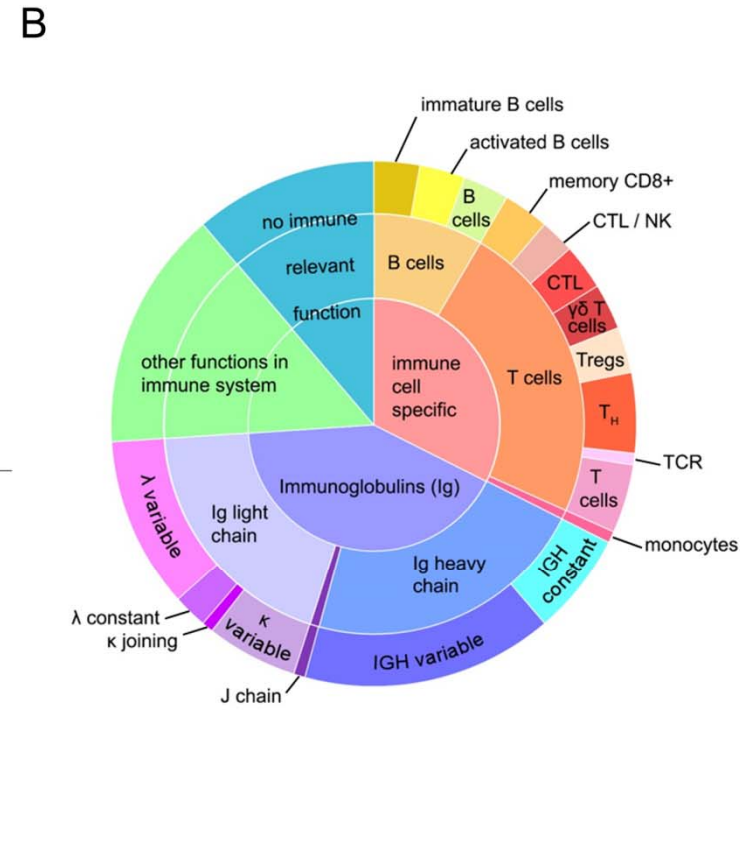 B
immature B cells
activated B cells
memory CD8+
CTL / NK
B
cells
CTL
γδ T
cells
Tregs
TH
TCR
T
cells
monocytes
no immune
relevant
function
B cells
T cells
immune
cell
specific
other functions in
immune system
Immunoglobulins (Ig)
Ig light
chain
Ig heavy
chain
IGH
constant
IGH variable
λ variable
λ constant
κ joining
κ
variable
J chain